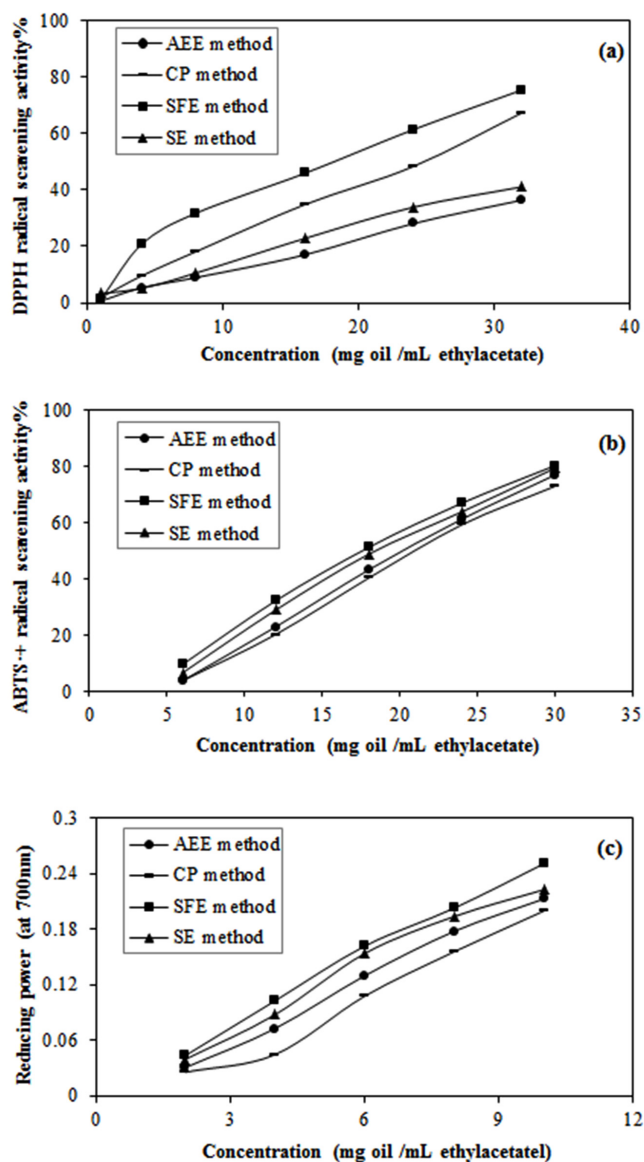 100
80
60
40
20
0
DPPH radical scavening activity%
AEE method
CP method
SFE method
SE method
(a)
0
10
20
30
40
Concentration (mg oil /mL ethylacetate)
100
80
60
40
20
0
ABTS·+ radical scavening activity%
AEE method
CP method
SFE method
SE method
(b)
0
5
10
15
20
25
30
35
Concentration (mg oil /mL ethylacetate)
0.3
0.24
0.18
0.12
0.06
0
Reducing power (at 700nm)
AEE method
CP method
SFE method
SE method
(c)
0
3
6
9
12
Concentration (mg oil /mL ethylacetatel)